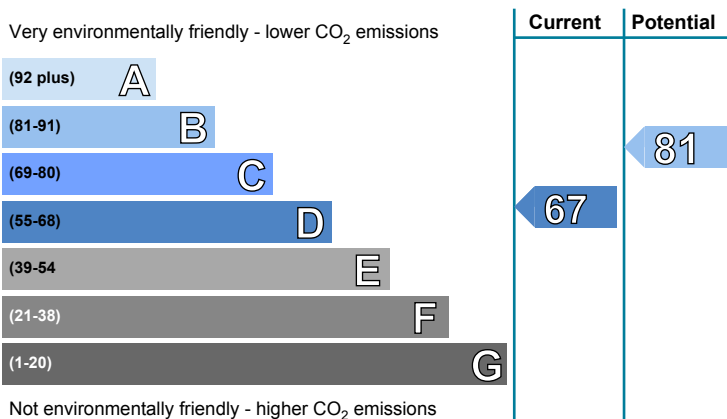 Current Potential
Very environmentally friendly - lower CO2 emissions
(92 plus) A
(81-91) B
(69-80) C
(55-68) D
(39-54 E
(21-38) F
(1-20) G
81
67
Not environmentally friendly - higher CO2 emissions